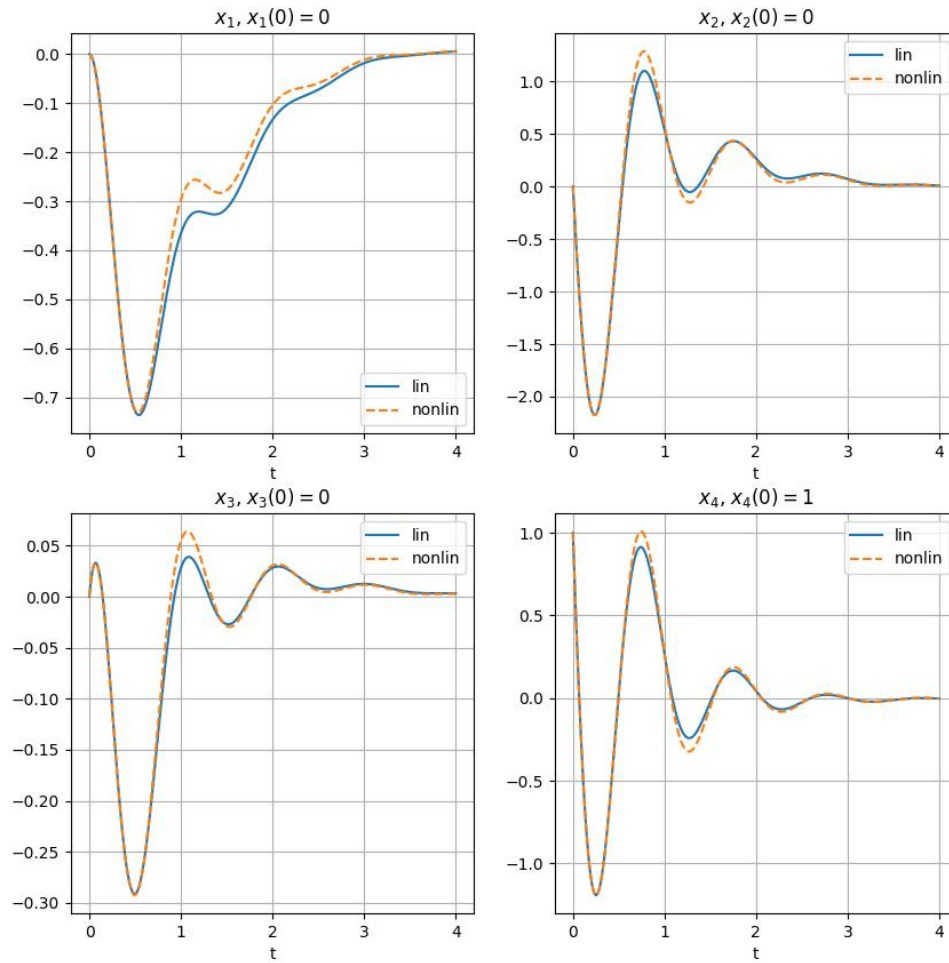 x₁, x₁(0) = 0
0.0
−0.1
−0.2
−0.3
−0.4
−0.5
−0.6
−0.7
lin
nonlin
0 1 2 3 4
t
x₂, x₂(0) = 0
1.0
0.5
0.0
−0.5
−1.0
−1.5
−2.0
lin
nonlin
0 1 2 3 4
t
x₃, x₃(0) = 0
0.05
0.00
−0.05
−0.10
−0.15
−0.20
−0.25
−0.30
lin
nonlin
0 1 2 3 4
t
x₄, x₄(0) = 1
1.0
0.5
0.0
−0.5
−1.0
lin
nonlin
0 1 2 3 4
t